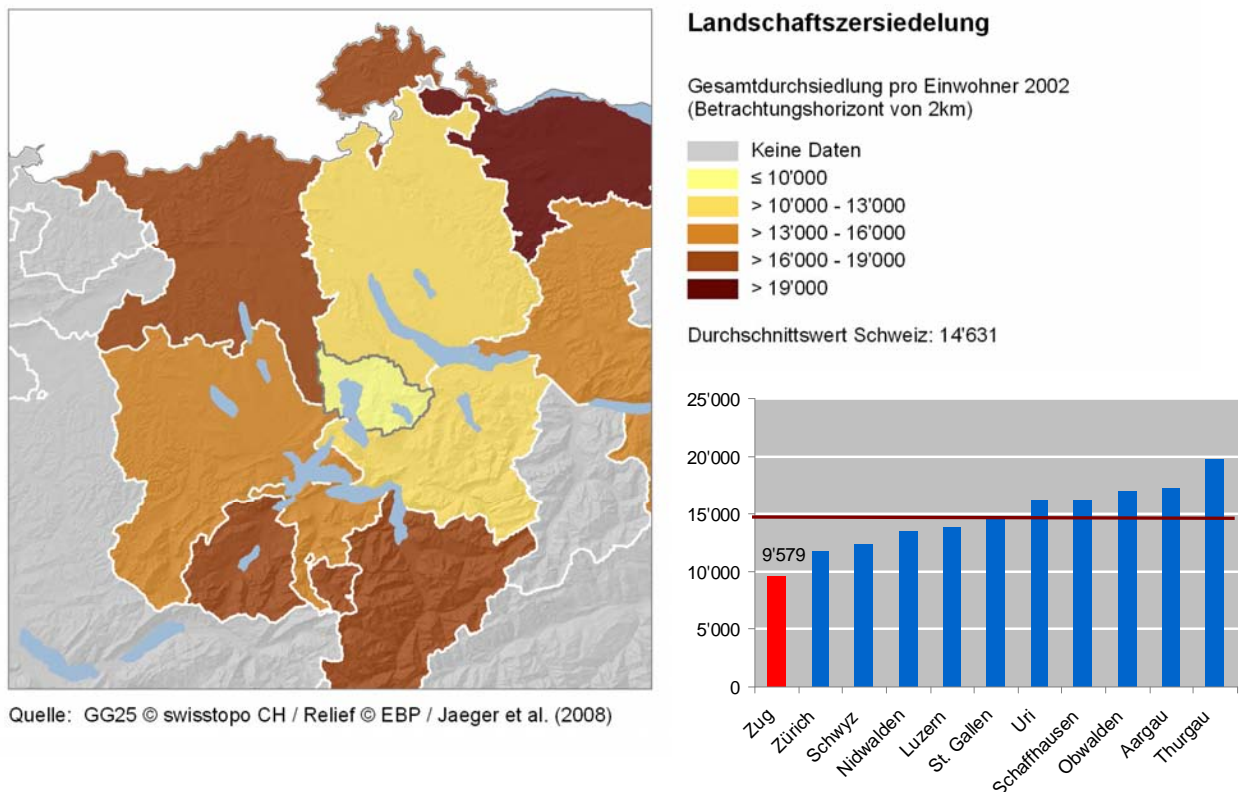 Landschaftszersiedelung
Gesamtdurchsiedlung pro Einwohner 2002
(Betrachtungshorizont von 2km)
Keine Daten
≤ 10'000
> 10'000 - 13'000
> 13'000 - 16'000
> 16'000 - 19'000
> 19'000
Durchschnittswert Schweiz: 14'631
25'000
20'000
15'000
10'000
5'000
0
9'579
Zug
Zürich
Schwyz
Nidwalden
Luzern
St. Gallen
Uri
Schaffhausen
Obwalden
Aargau
Thurgau
Quelle: GG25 © swisstopo CH / Relief © EBP / Jaeger et al. (2008)